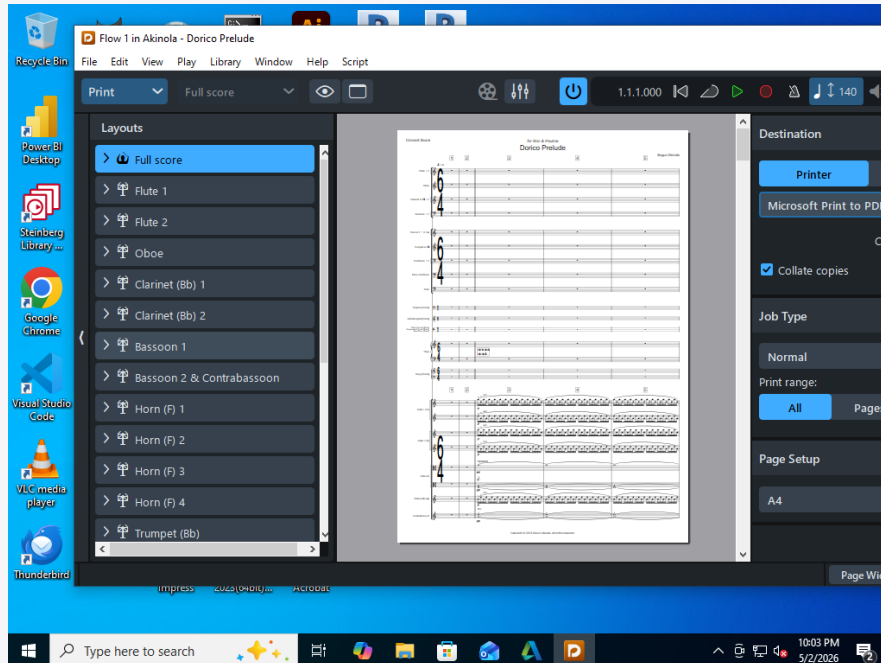 Flow 1 in Akinola - Dorico Prelude
File Edit View Play Library Window Help Script
Print
Full score
1.1.1.000
140
Layouts
Full score
Flute 1
Flute 2
Oboe
Clarinet (Bb) 1
Clarinet (Bb) 2
Bassoon 1
Bassoon 2 & Contrabassoon
Horn (F) 1
Horn (F) 2
Horn (F) 3
Horn (F) 4
Trumpet (Bb)
Dorico Prelude
Destination
Printer
Microsoft Print to PDF
Collate copies
Job Type
Normal
Print range:
All
Pages
Page Setup
A4
Page Wi
Recycle Bin
Power BI
Desktop
Steinberg
Library ...
Google
Chrome
Visual Studio
Code
VLC media
player
Thunderbird
Impress
2023(64bit)...
Acrobat
Type here to search
10:03 PM
5/2/2026
2